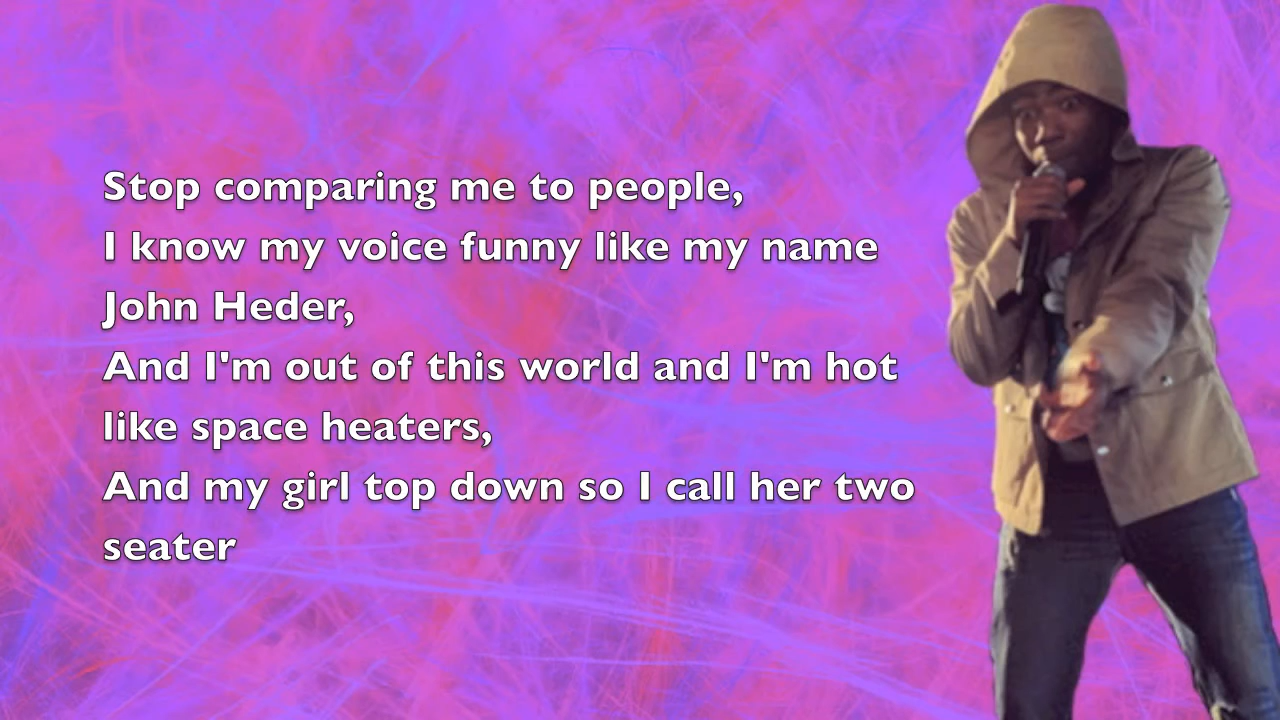 Stop comparing me to people,
I know my voice funny like my name
John Heder,
And I'm out of this world and I'm hot
like space heaters,
And my girl top down so I call her two
seater